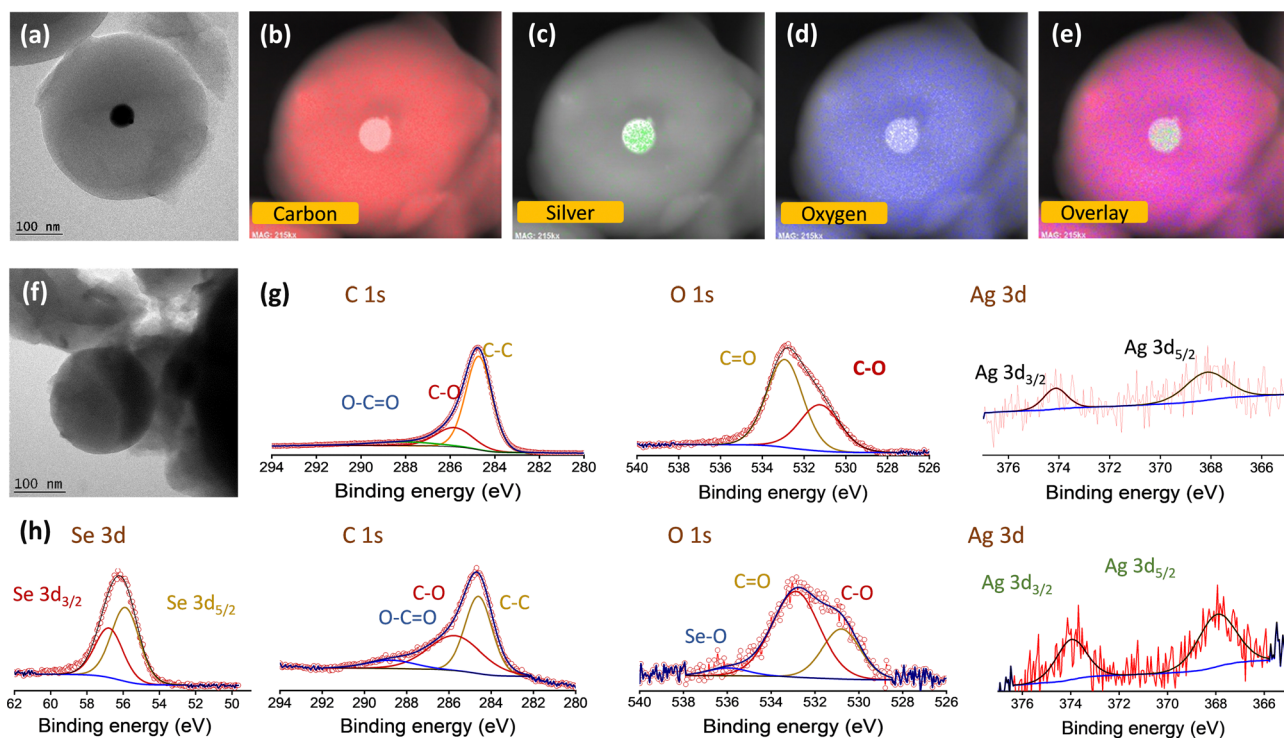 (a)
100 nm
(b)
Carbon
MAG: 215kx
(c)
Silver
MAG: 215kx
(d)
Oxygen
MAG: 215kx
(e)
Overlay
MAG: 215kx
(f)
100 nm
(g)
C 1s
C-C
C-O
O-C=O
294 292 290 288 286 284 282 280
Binding energy (eV)
O 1s
C=O
C-O
540 538 536 534 532 530 528 526
Binding energy (eV)
Ag 3d
Ag 3d5/2
Ag 3d3/2
376 374 372 370 368 366
Binding energy (eV)
(h)
Se 3d
Se 3d3/2
Se 3d5/2
62 60 58 56 54 52 50
Binding energy (eV)
C 1s
C-O
C-C
O-C=O
294 292 290 288 286 284 282 280
Binding energy (eV)
O 1s
C=O
C-O
Se-O
540 538 535 533 530 528 526
Binding energy (eV)
Ag 3d
Ag 3d5/2
Ag 3d3/2
376 374 372 370 368 366
Binding energy (eV)